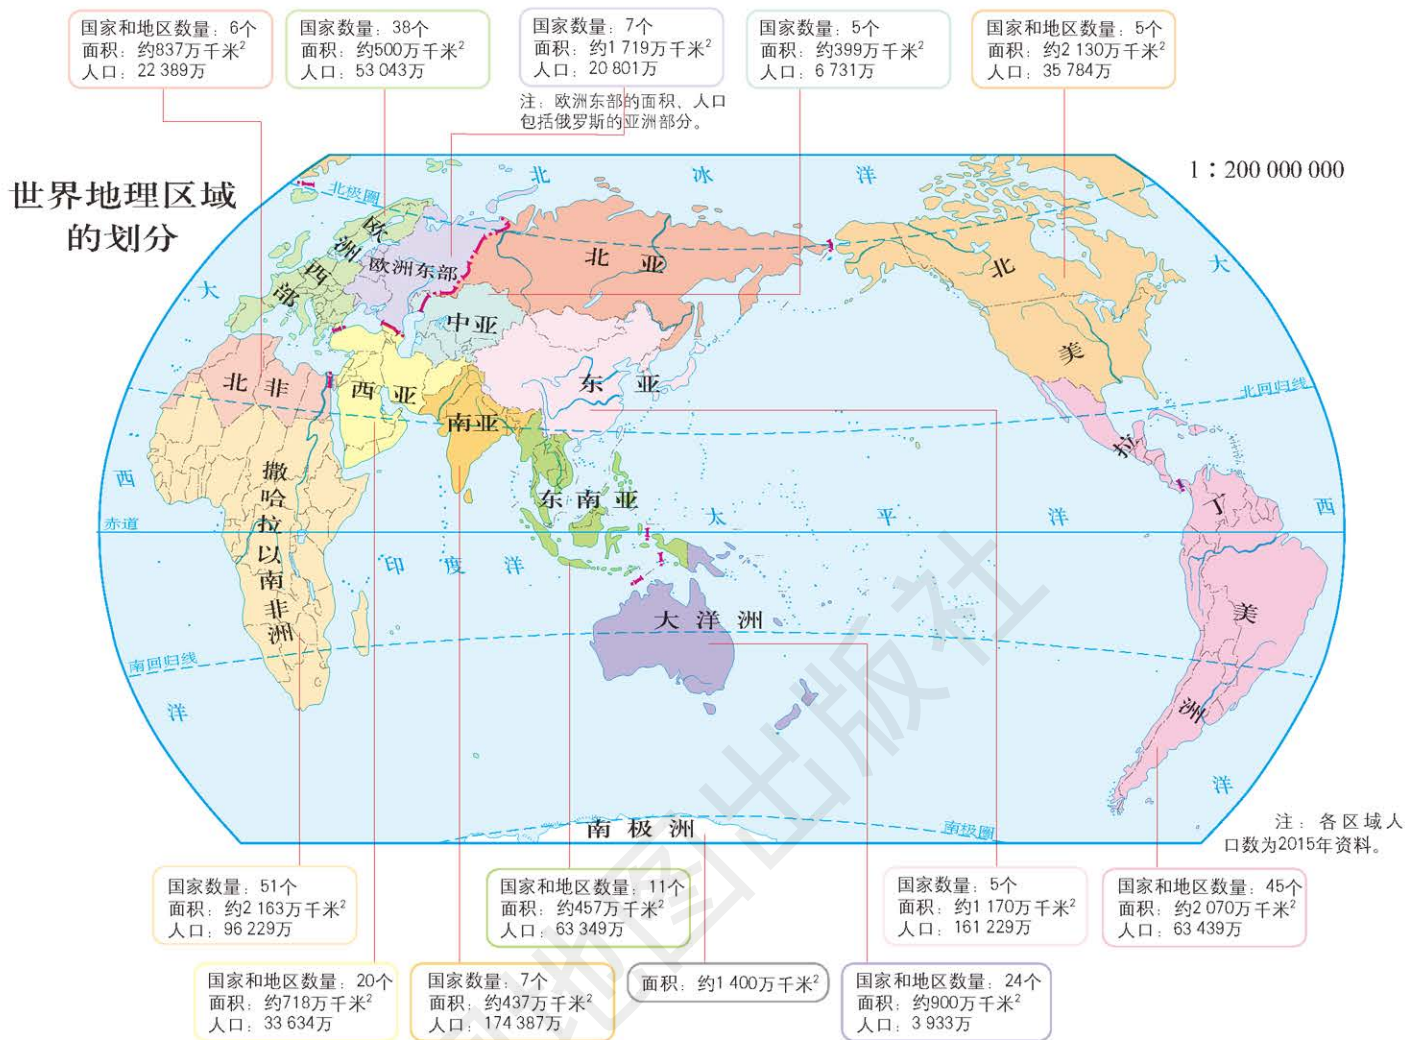 国家和地区数量：6个
面积：约837万千米²
人口：22 389万
国家数量：38个
面积：约500万千米²
人口：53 043万
国家数量：7个
面积：约1 719万千米²
人口：20 801万
注：欧洲东部的面积、人口
包括俄罗斯的亚洲部分。
国家数量：5个
面积：约399万千米²
人口：6 731万
国家和地区数量：5个
面积：约2 130万千米²
人口：35 784万
世界地理区域
的划分
1：200 000 000
北冰洋
北极圈
欧洲西部
欧洲东部
北亚
中亚
西亚
东亚
南亚
东南亚
北非
撒哈拉以南非洲
北美
拉丁美洲
大洋洲
南极洲
大西洋
大西洋
太平洋
印度洋
北回归线
赤道
南回归线
南极圈
注：各区域人
口数为2015年资料。
国家数量：51个
面积：约2 163万千米²
人口：96 229万
国家和地区数量：11个
面积：约457万千米²
人口：63 349万
国家数量：5个
面积：约1 170万千米²
人口：161 229万
国家和地区数量：45个
面积：约2 070万千米²
人口：63 439万
国家和地区数量：20个
面积：约718万千米²
人口：33 634万
国家数量：7个
面积：约437万千米²
人口：174 387万
面积：约1 400万千米²
国家和地区数量：24个
面积：约900万千米²
人口：3 933万
地图出版社